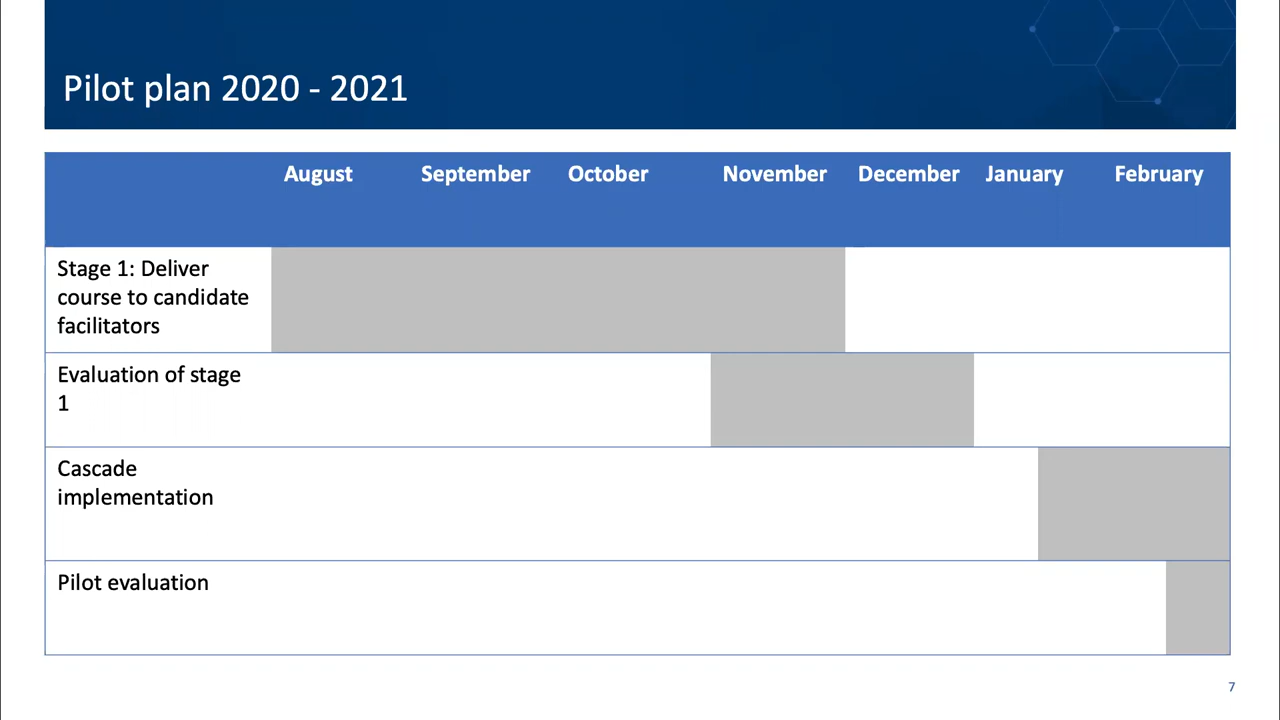 Pilot plan 2020 - 2021
August September October November December January February
Stage 1: Deliver
course to candidate
facilitators
Evaluation of stage
1
Cascade
implementation
Pilot evaluation
7